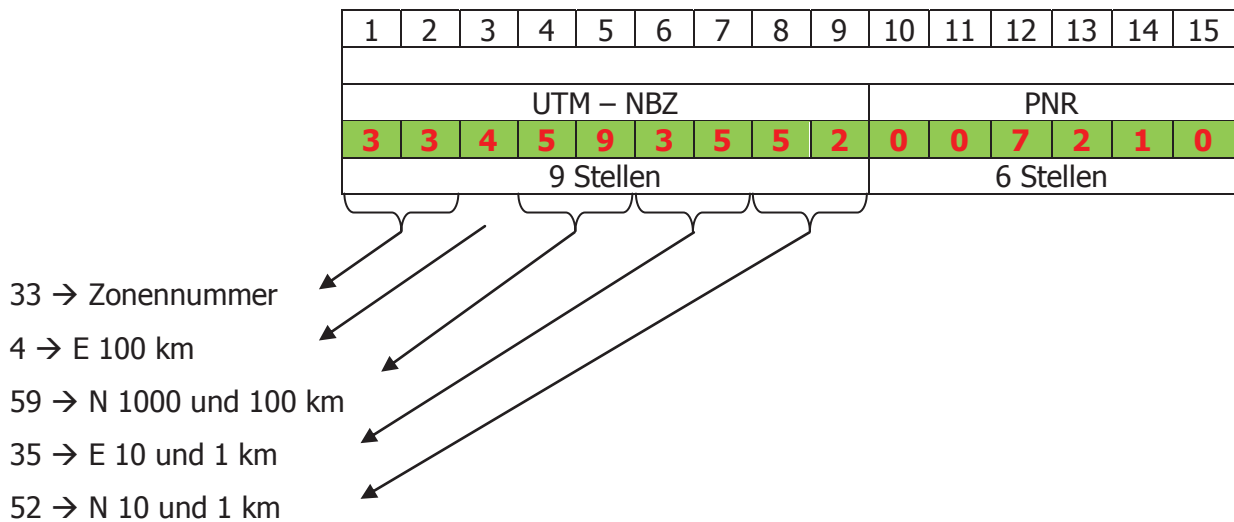 1 2 3 4 5 6 7 8 9 10 11 12 13 14 15
UTM – NBZ PNR
3 3 4 5 9 3 5 5 2 0 0 7 2 1 0
9 Stellen 6 Stellen
33 → Zonennummer
4 → E 100 km
59 → N 1000 und 100 km
35 → E 10 und 1 km
52 → N 10 und 1 km